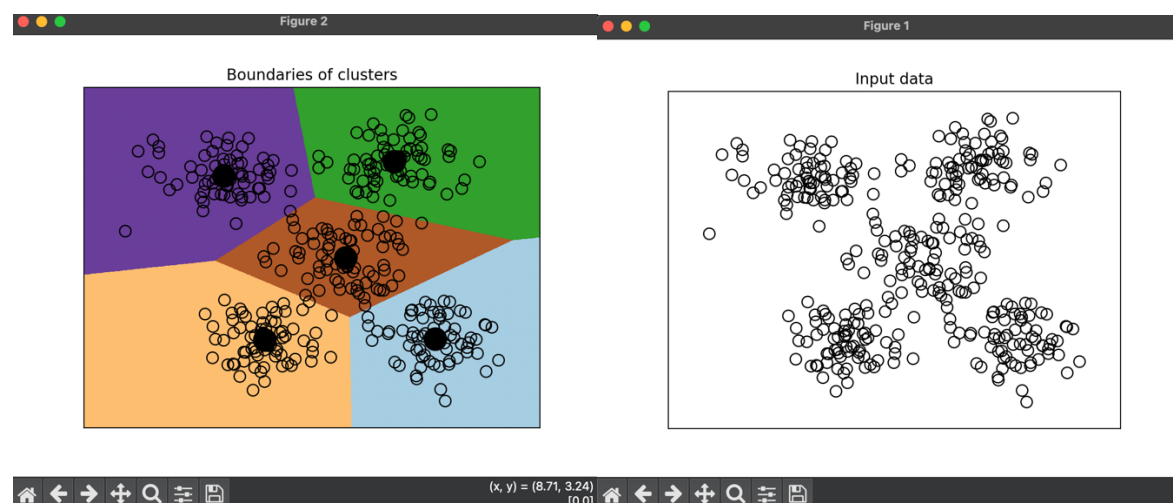 Figure 2
Boundaries of clusters
(x, y) = (8.71, 3.24)
[0.0]
Figure 1
Input data